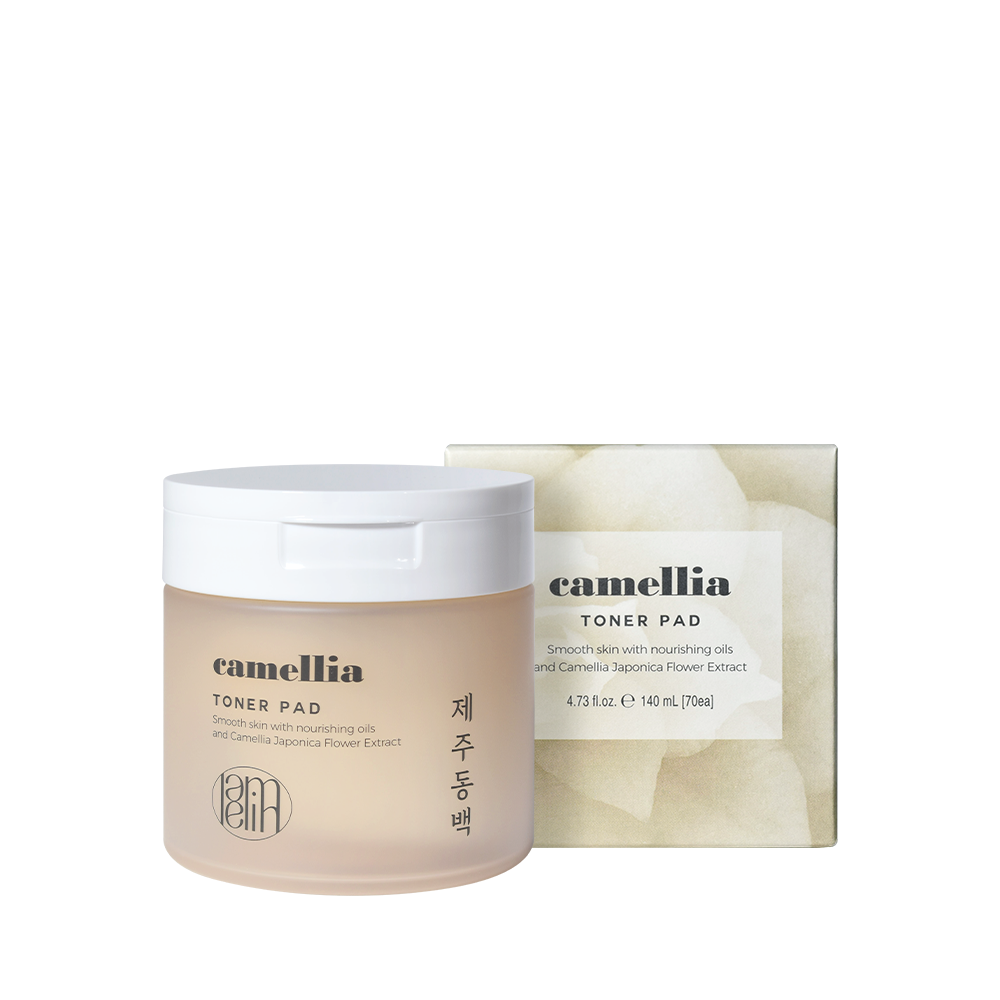 camellia
TONER PAD
Smooth skin with nourishing oils
and Camellia Japonica Flower Extract
제주동백
camellia
TONER PAD
Smooth skin with nourishing oils
and Camellia Japonica Flower Extract
4.73 fl.oz. ℮ 140 mL [70ea]